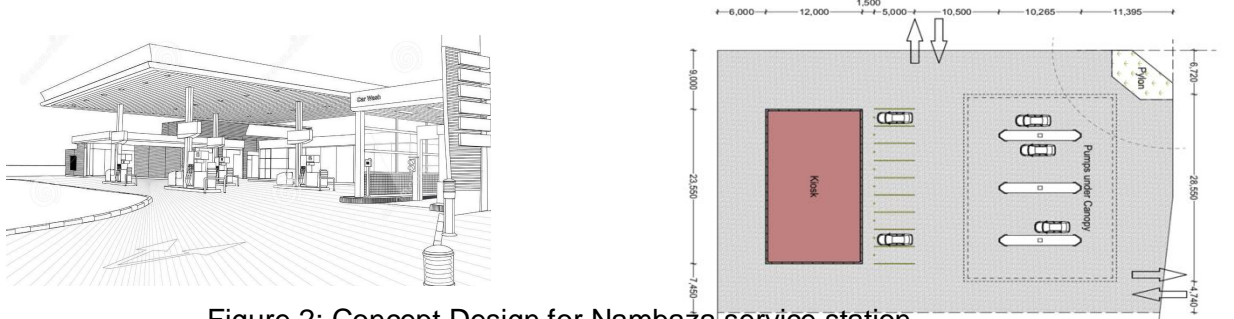 1,500
6,000 12,000 5,000 10,500 10,265 11,395
Car Wash
9,000
23,550
7,450
Kiosk
Pumps under Canopy
Pylon
6,720
28,550
4,740
Figure 2: Concept Design for Nambaza service station